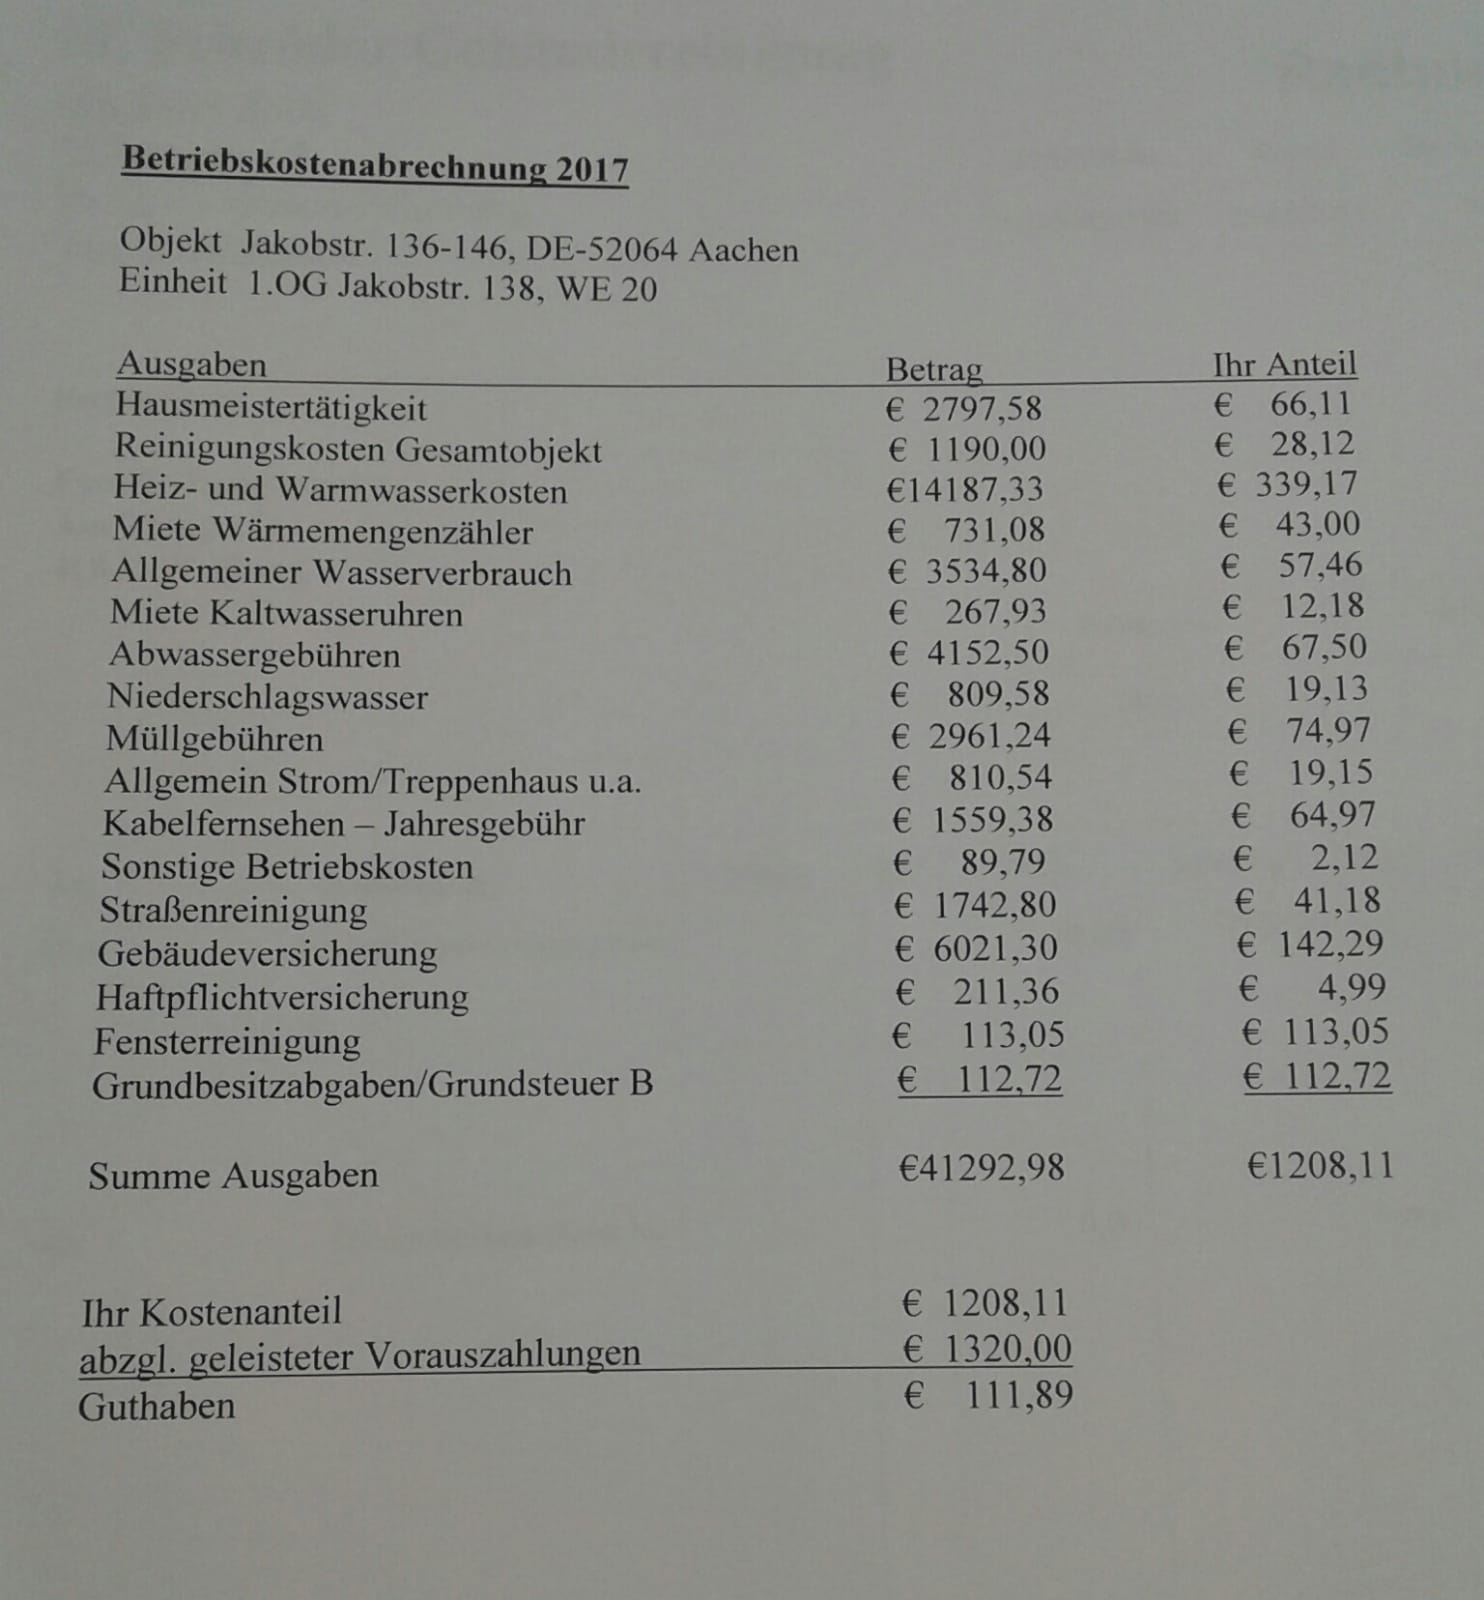 Betriebskostenabrechnung 2017
Objekt Jakobstr. 136-146, DE-52064 Aachen
Einheit 1.OG Jakobstr. 138, WE 20
Ausgaben Betrag Ihr Anteil
Hausmeistertätigkeit € 2797,58 € 66,11
Reinigungskosten Gesamtobjekt € 1190,00 € 28,12
Heiz- und Warmwasserkosten €14187,33 € 339,17
Miete Wärmemengenzähler € 731,08 € 43,00
Allgemeiner Wasserverbrauch € 3534,80 € 57,46
Miete Kaltwasseruhren € 267,93 € 12,18
Abwassergebühren € 4152,50 € 67,50
Niederschlagswasser € 809,58 € 19,13
Müllgebühren € 2961,24 € 74,97
Allgemein Strom/Treppenhaus u.a. € 810,54 € 19,15
Kabelfernsehen – Jahresgebühr € 1559,38 € 64,97
Sonstige Betriebskosten € 89,79 € 2,12
Straßenreinigung € 1742,80 € 41,18
Gebäudeversicherung € 6021,30 € 142,29
Haftpflichtversicherung € 211,36 € 4,99
Fensterreinigung € 113,05 € 113,05
Grundbesitzabgaben/Grundsteuer B € 112,72 € 112,72
Summe Ausgaben €41292,98 €1208,11
Ihr Kostenanteil € 1208,11
abzgl. geleisteter Vorauszahlungen € 1320,00
Guthaben € 111,89